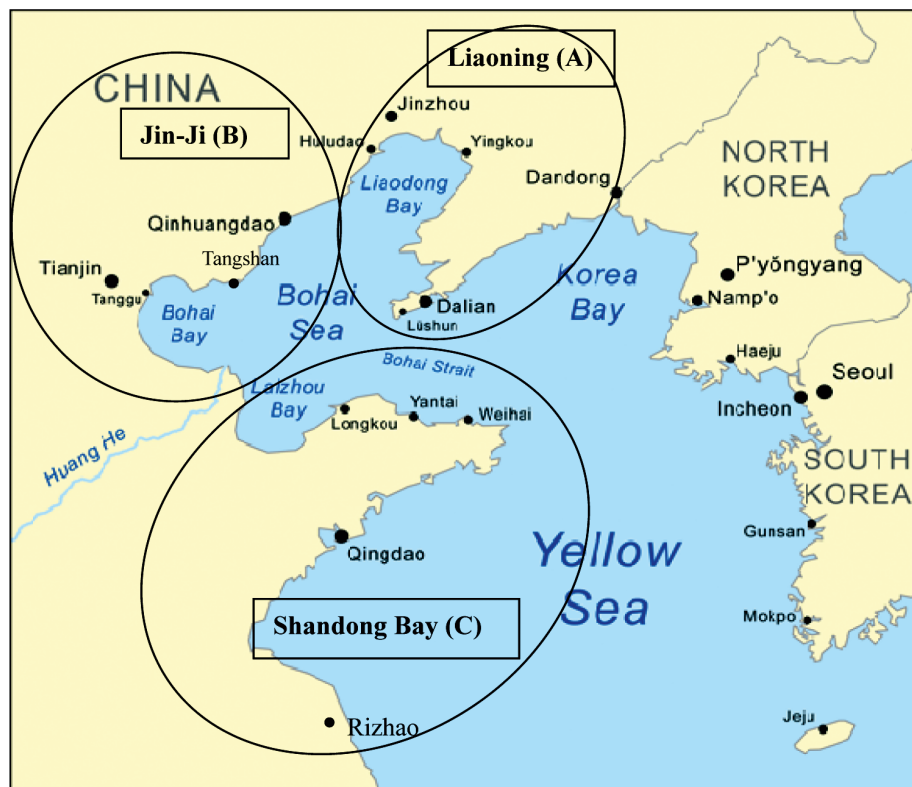 Liaoning (A)
CHINA
Jin-Ji (B)
Jinzhou
Huludao
Yingkou
NORTH
KOREA
Liaodong
Bay
Dandong
Qinhuangdao
Tianjin
Tangshan
Tanggu
Bohai
Bay
Bohai
Sea
Dalian
Lüshun
Korea
Bay
P'yŏngyang
Namp'o
Haeju
Bohai Strait
Seoul
Incheon
Laizhou
Bay
Longkou
Yantai
Weihai
Huang He
SOUTH
KOREA
Gunsan
Qingdao
Yellow
Sea
Shandong Bay (C)
Mokpo
Rizhao
Jeju